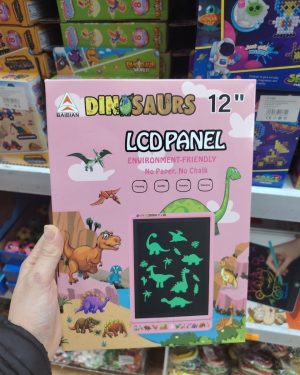 BAIBIAN
DINOSAURS 12"
LCD PANEL
ENVIRONMENT-FRIENDLY
No Paper, No Chalk